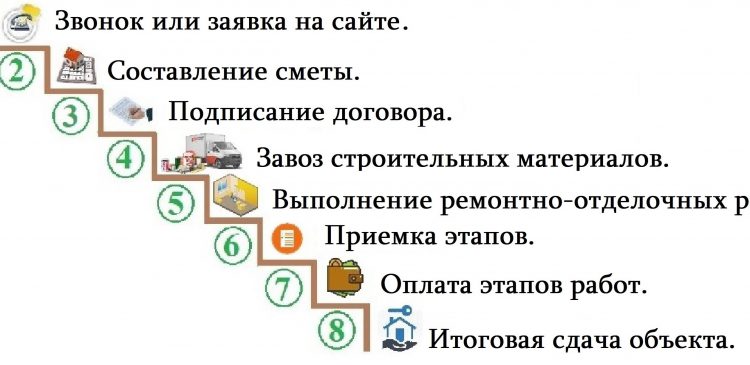 Звонок или заявка на сайте.
2 Составление сметы.
3 Подписание договора.
4 Завоз строительных материалов.
5 Выполнение ремонтно-отделочных р
6 Приемка этапов.
7 Оплата этапов работ.
8 Итоговая сдача объекта.